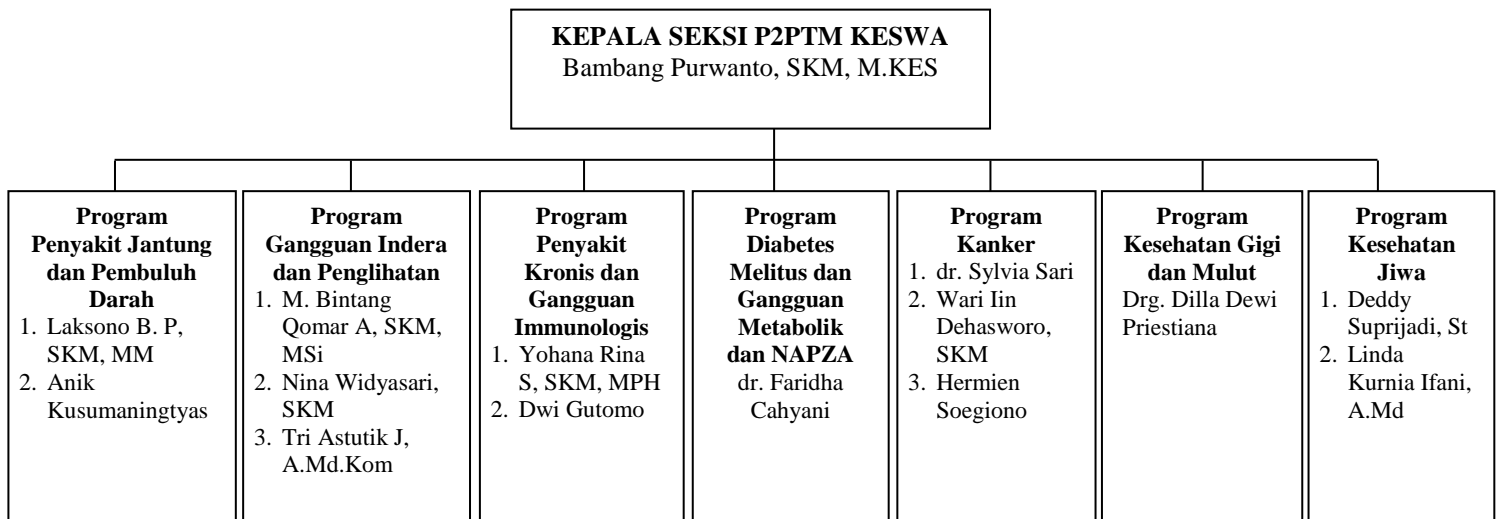 KEPALA SEKSI P2PTM KESWA
Bambang Purwanto, SKM, M.KES
Program
Penyakit Jantung
dan Pembuluh
Darah
1. Laksono B. P,
SKM, MM
2. Anik
Kusumaningtyas
Program
Gangguan Indera
dan Penglihatan
1. M. Bintang
Qomar A, SKM,
MSi
2. Nina Widyasari,
SKM
3. Tri Astutik J,
A.Md.Kom
Program
Penyakit
Kronis dan
Gangguan
Immunologis
1. Yohana Rina
S, SKM, MPH
2. Dwi Gutomo
Program
Diabetes
Melitus dan
Gangguan
Metabolik
dan NAPZA
dr. Faridha
Cahyani
Program
Kanker
1. dr. Sylvia Sari
2. Wari Iin
Dehasworo,
SKM
3. Hermien
Soegiono
Program
Kesehatan Gigi
dan Mulut
Drg. Dilla Dewi
Priestiana
Program
Kesehatan
Jiwa
1. Deddy
Suprijadi, St
2. Linda
Kurnia Ifani,
A.Md